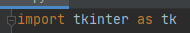 import tkinter as tk